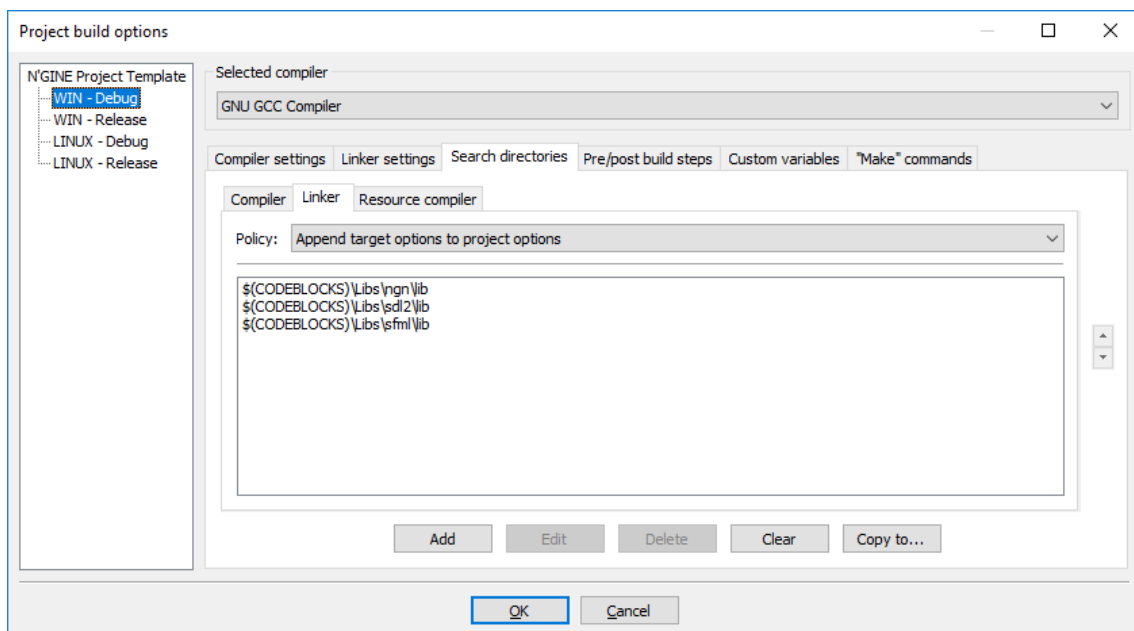 Project build options
N'GINE Project Template
WIN - Debug
WIN - Release
LINUX - Debug
LINUX - Release
Selected compiler
GNU GCC Compiler
Compiler settings Linker settings Search directories Pre/post build steps Custom variables "Make" commands
Compiler Linker Resource compiler
Policy: Append target options to project options
$(CODEBLOCKS)\Libs\ngn\lib
$(CODEBLOCKS)\Libs\sdl2\lib
$(CODEBLOCKS)\Libs\sfml\lib
Add Edit Delete Clear Copy to...
OK Cancel